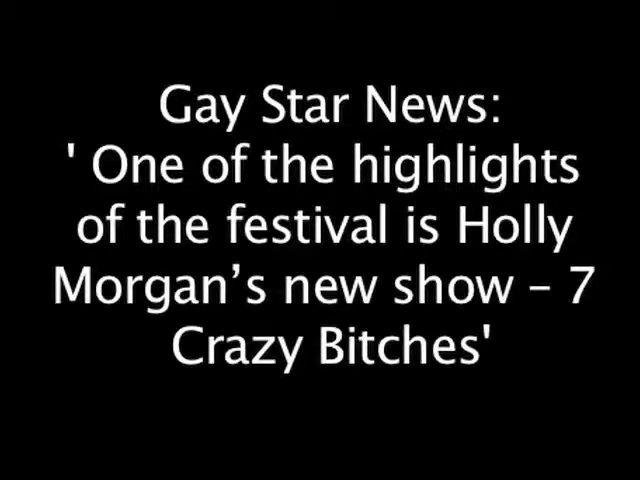 Gay Star News:
' One of the highlights
of the festival is Holly
Morgan’s new show – 7
Crazy Bitches'